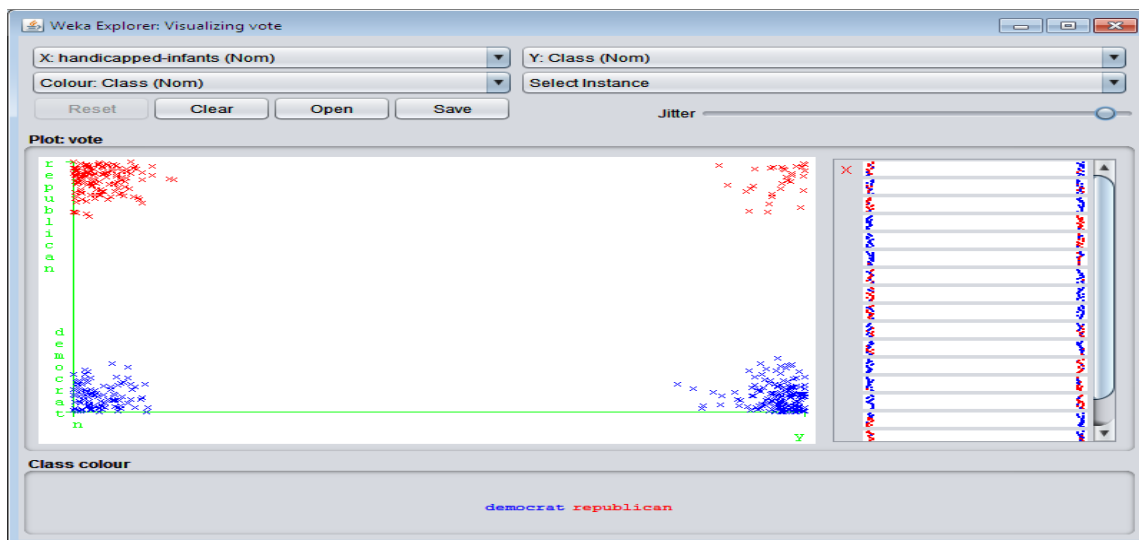 Weka Explorer: Visualizing vote
X: handicapped-infants (Nom)
Y: Class (Nom)
Colour: Class (Nom)
Select Instance
Reset
Clear
Open
Save
Jitter
Plot: vote
republican
democrat
n
Y
Class colour
democrat republican